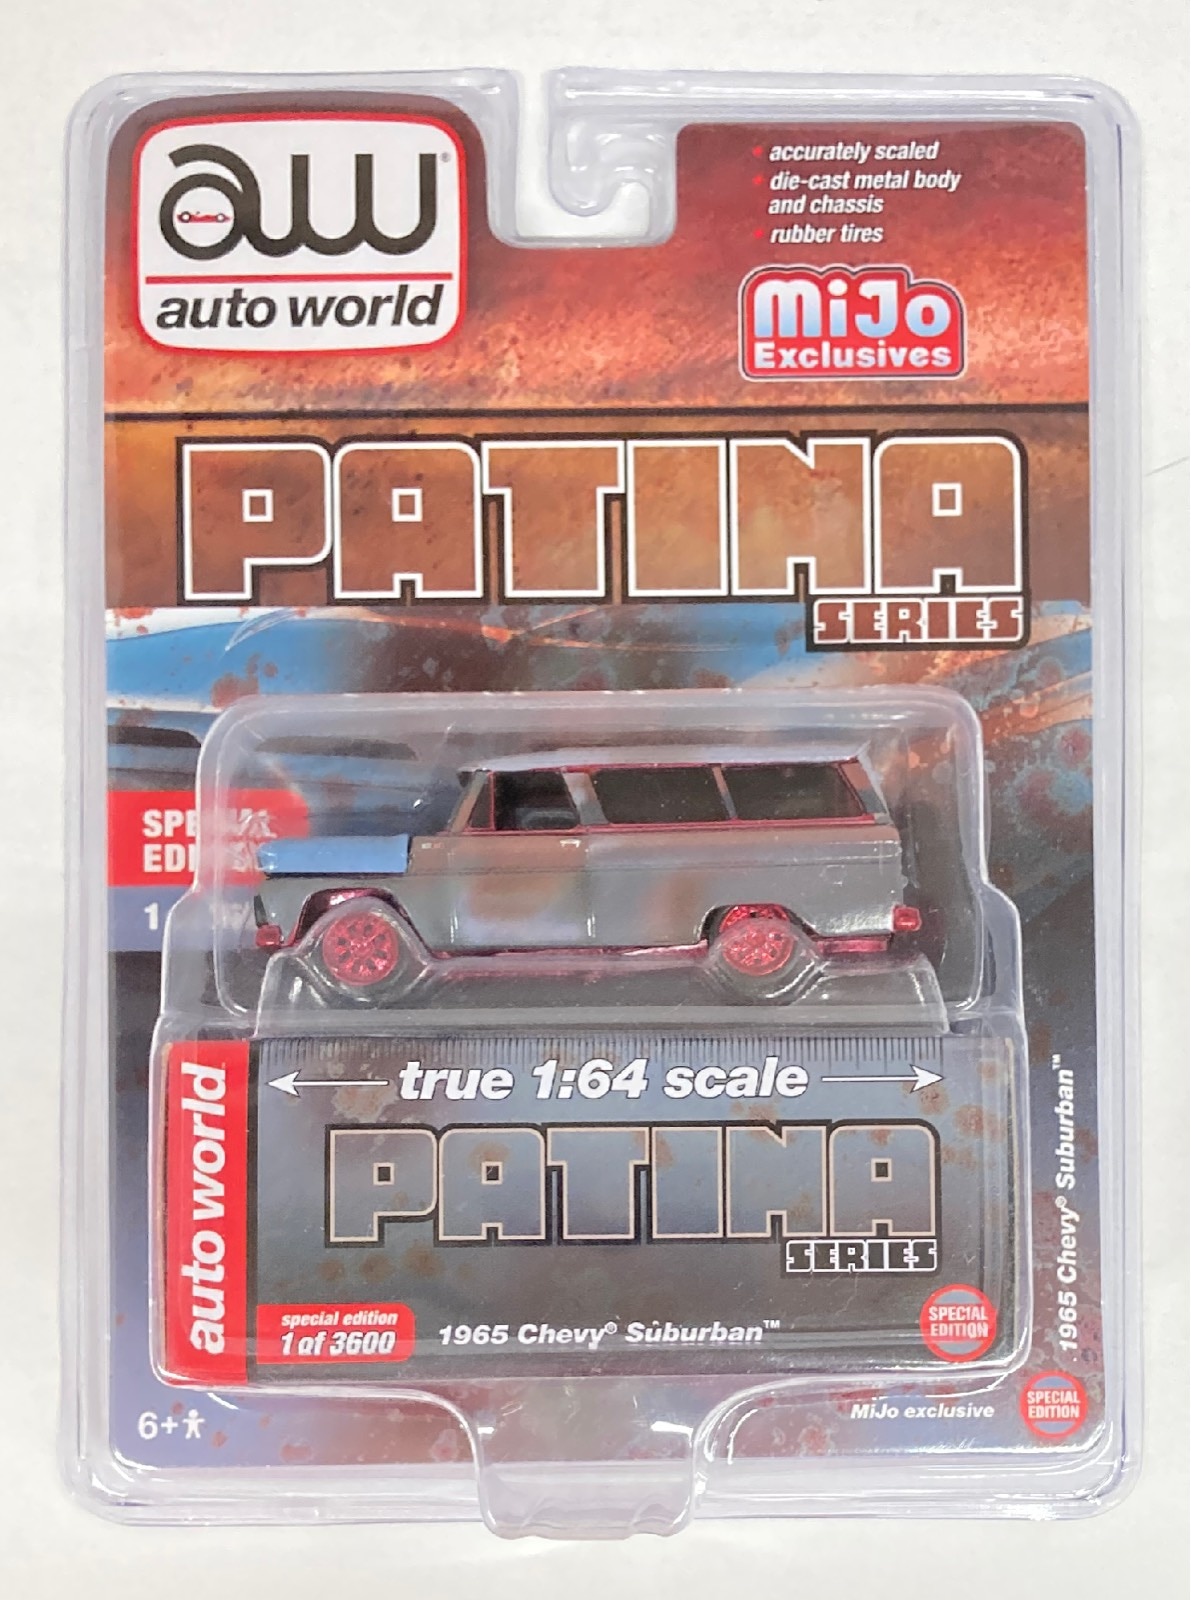 aw®
auto world
accurately scaled
die-cast metal body
and chassis
rubber tires
MiJo
Exclusives
PATINA
SERIES
1
true 1:64 scale
auto world
PATINA
SERIES
special edition
1 of 3600
1965 Chevy® Suburban™
SPECIAL
EDITION
1965 Chevy® Suburban™
6+
MiJo exclusive
SPECIAL
EDITION